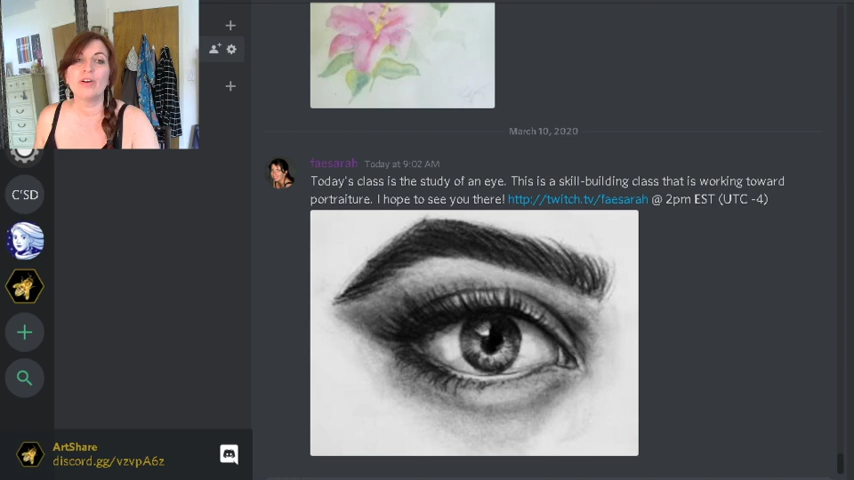 March 10, 2020
faesarah Today at 9:02 AM
Today's class is the study of an eye. This is a skill-building class that is working toward
portraiture. I hope to see you there! http://twitch.tv/faesarah @ 2pm EST (UTC -4)
C'SD
ArtShare
discord.gg/vzvpA6z